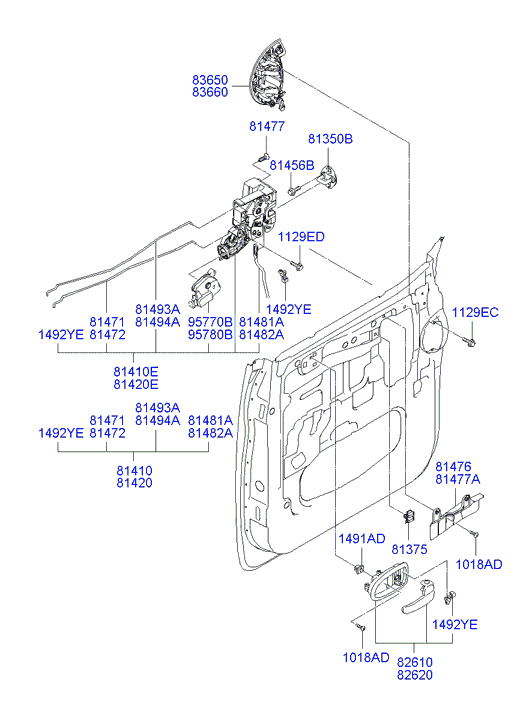 83650
83660
81477
81350B
81456B
1129ED
1492YE
1129EC
81493A
81494A
81471
81472
1492YE
95770B
95780B
81481A
81482A
81410E
81420E
81493A
81494A
81471
81472
1492YE
81481A
81482A
81410
81420
81476
81477A
1491AD
81375
1018AD
1492YE
1018AD
82610
82620